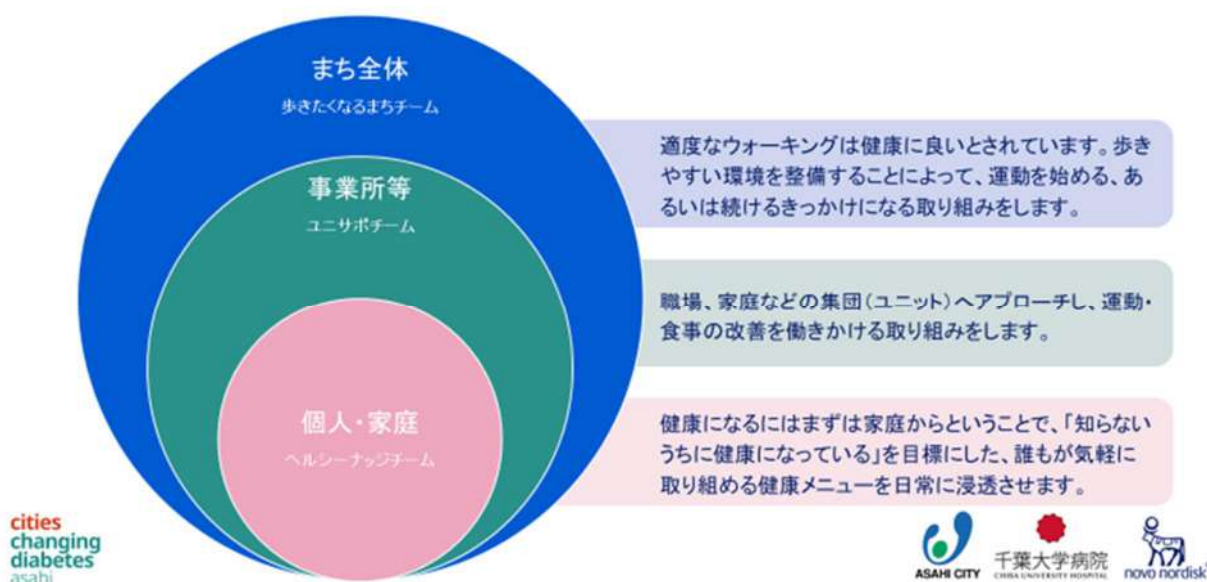 まち全体
歩きたくなるまちチーム
適度なウォーキングは健康に良いとされています。歩き
やすい環境を整備することによって、運動を始める、あ
るいは続けるきっかけになる取り組みをします。
事業所等
ユニサポチーム
職場、家庭などの集団(ユニット)へアプローチし、運動・
食事の改善を働きかける取り組みをします。
個人・家庭
ヘルシーナッジチーム
健康になるにはまずは家庭からということで、「知らない
うちに健康になっている」を目標にした、誰もが気軽に
取り組める健康メニューを日常に浸透させます。
cities
changing
diabetes
asahi
ASAHI CITY
千葉大学病院
CHIBA UNIVERSITY HOSPITAL
novo nordisk